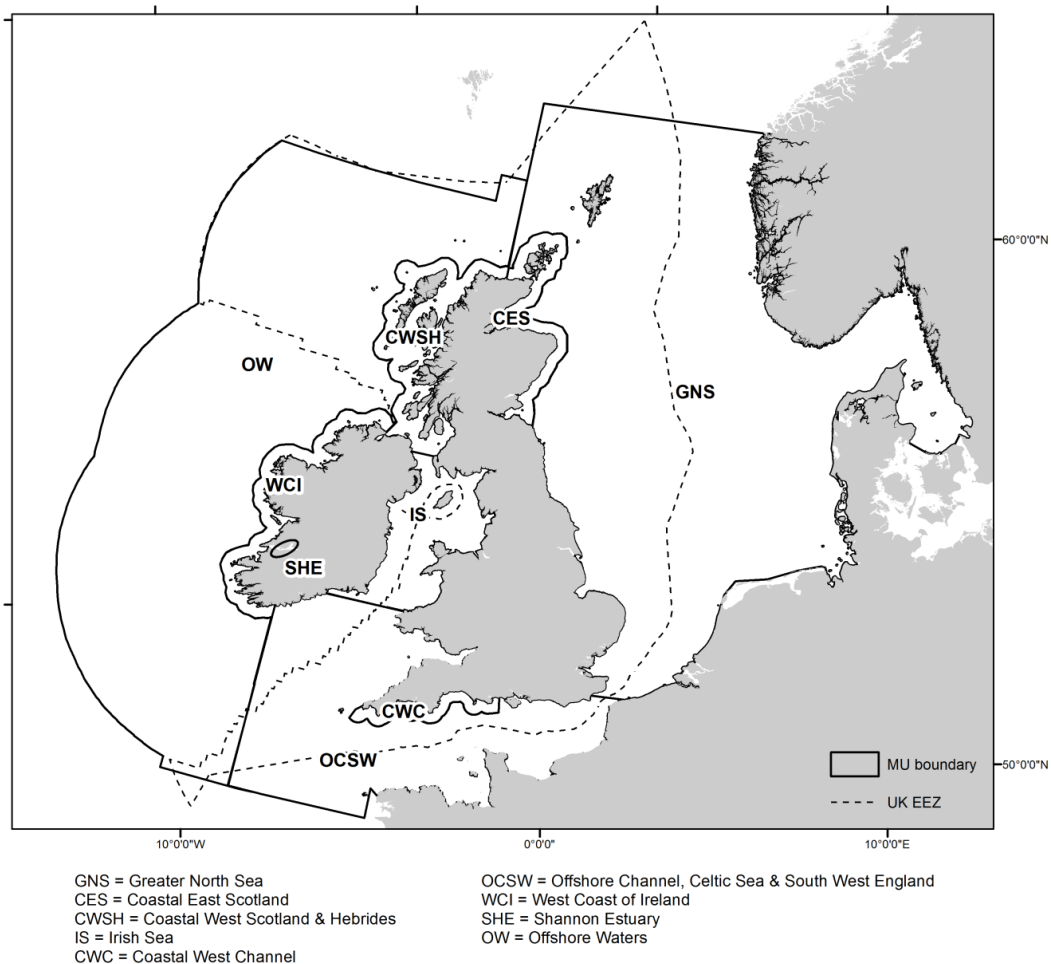 60°0'0"N
CES
CWSH
OW
GNS
WCI
IS
SHE
CWC
OCSW
MU boundary
50°0'0"N
UK EEZ
10°0'0"W
0°0'0"
10°0'0"E
GNS = Greater North Sea
CES = Coastal East Scotland
CWSH = Coastal West Scotland & Hebrides
IS = Irish Sea
CWC = Coastal West Channel
OCSW = Offshore Channel, Celtic Sea & South West England
WCI = West Coast of Ireland
SHE = Shannon Estuary
OW = Offshore Waters